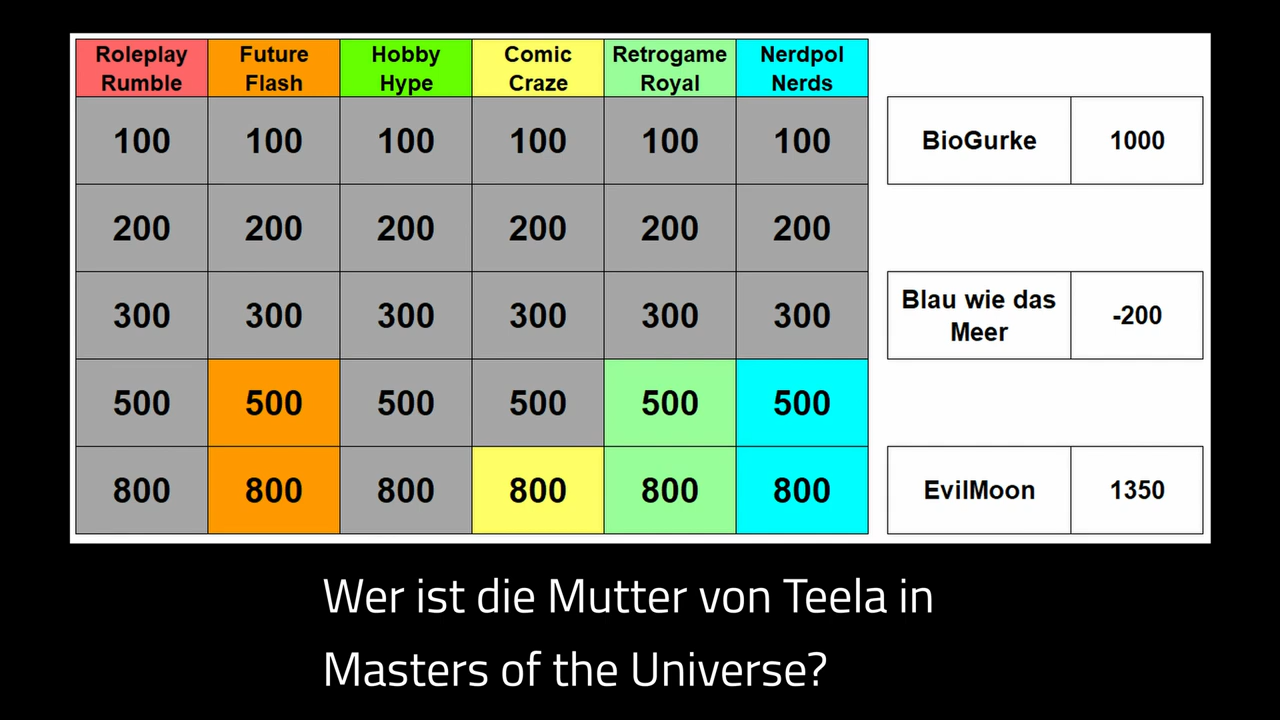 Roleplay Rumble Future Flash Hobby Hype Comic Craze Retrogame Royal Nerdpol Nerds
100 100 100 100 100 100 BioGurke 1000
200 200 200 200 200 200
300 300 300 300 300 300 Blau wie das Meer -200
500 500 500 500 500 500
800 800 800 800 800 800 EvilMoon 1350
Wer ist die Mutter von Teela in
Masters of the Universe?